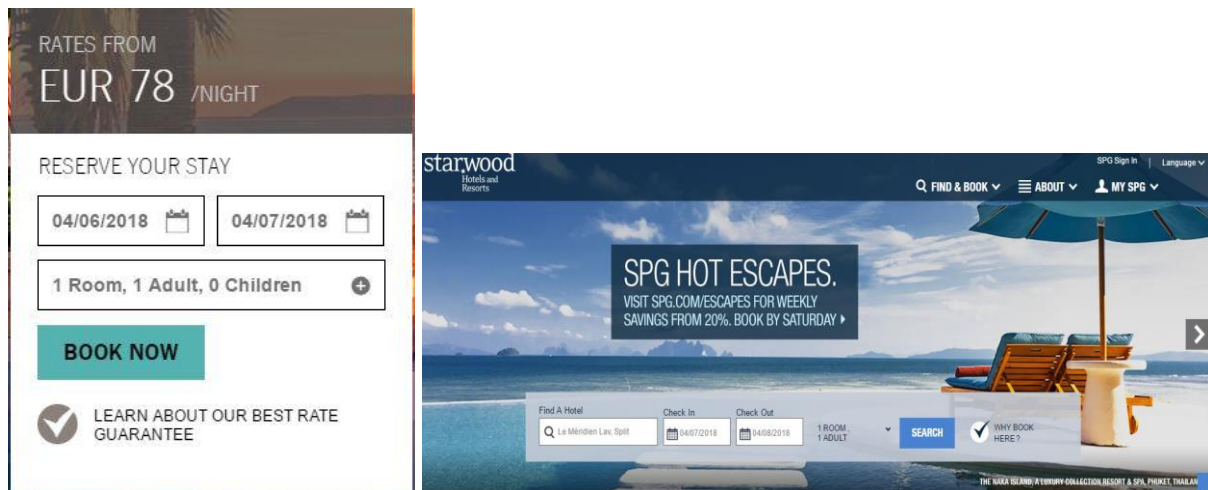 RATES FROM
EUR 78 /NIGHT
RESERVE YOUR STAY
04/06/2018 04/07/2018
1 Room, 1 Adult, 0 Children
BOOK NOW
LEARN ABOUT OUR BEST RATE
GUARANTEE
starwood
Hotels and
Resorts
SPG Sign In | Language
FIND & BOOK ABOUT MY SPG
SPG HOT ESCAPES.
VISIT SPG.COM/ESCAPES FOR WEEKLY
SAVINGS FROM 20%. BOOK BY SATURDAY
Find A Hotel Check In Check Out
Le Méridien Lav, Split 04/07/2018 04/08/2018
1 ROOM,
1 ADULT
SEARCH
WHY BOOK
HERE?
THE NAKA ISLAND, A LUXURY COLLECTION RESORT & SPA, PHUKET, THAILAN